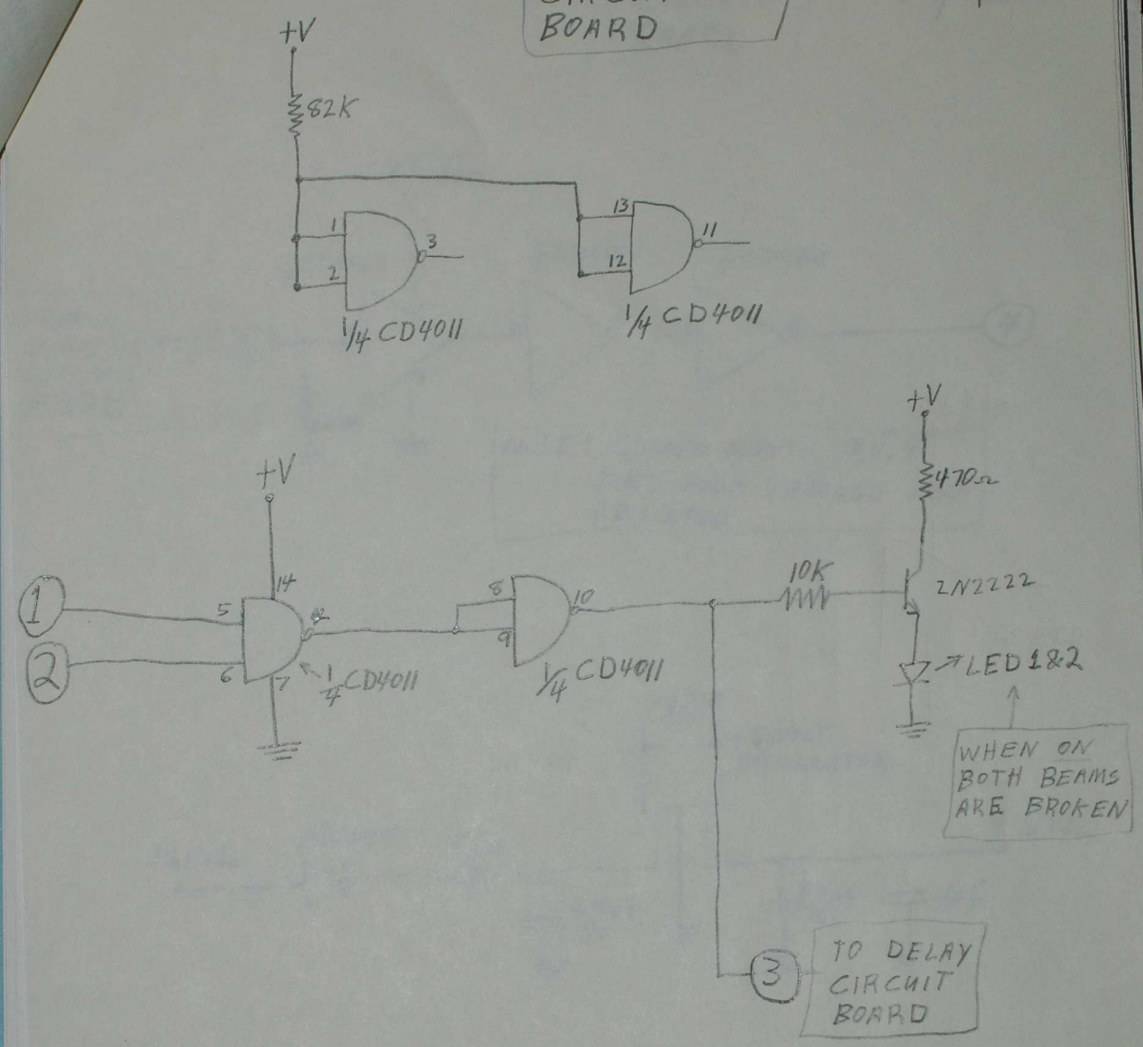 BOARD
+V
82K
1
2
3
13
12
11
1/4 CD4011
1/4 CD4011
+V
470Ω
+V
14
1
5
2
6
7
1/4 CD4011
8
9
10
1/4 CD4011
10K
2N2222
LED 1&2
WHEN ON
BOTH BEAMS
ARE BROKEN
3
TO DELAY
CIRCUIT
BOARD